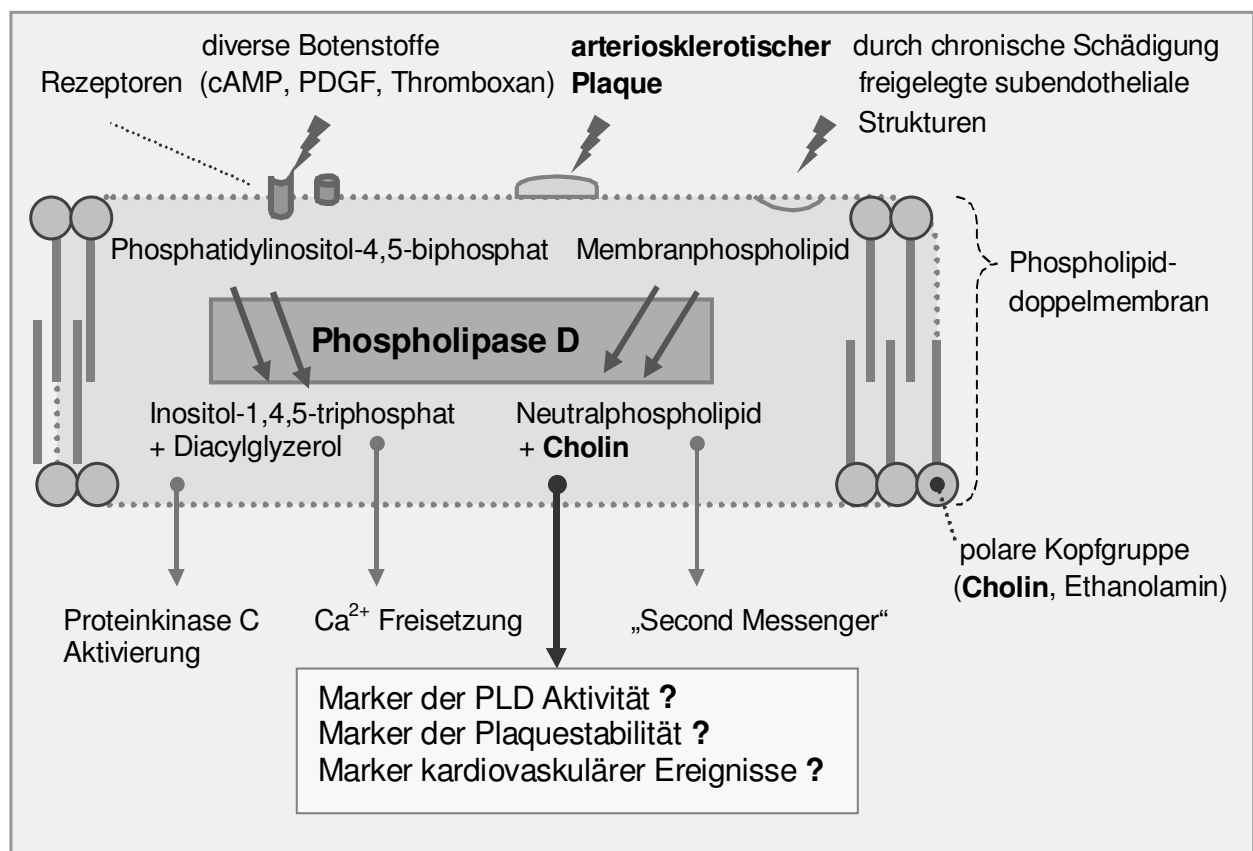 diverse Botenstoffe
Rezeptoren (cAMP, PDGF, Thromboxan)
arteriosklerotischer
Plaque
durch chronische Schädigung
freigelegte subendotheliale
Strukturen
Phosphatidylinositol-4,5-biphosphat
Membranphospholipid
Phospholipid-
doppelmembran
Phospholipase D
Inositol-1,4,5-triphosphat
+ Diacylglyzerol
Neutralphospholipid
+ Cholin
polare Kopfgruppe
(Cholin, Ethanolamin)
Proteinkinase C
Aktivierung
Ca²⁺ Freisetzung
„Second Messenger“
Marker der PLD Aktivität ?
Marker der Plaquestabilität ?
Marker kardiovaskulärer Ereignisse ?